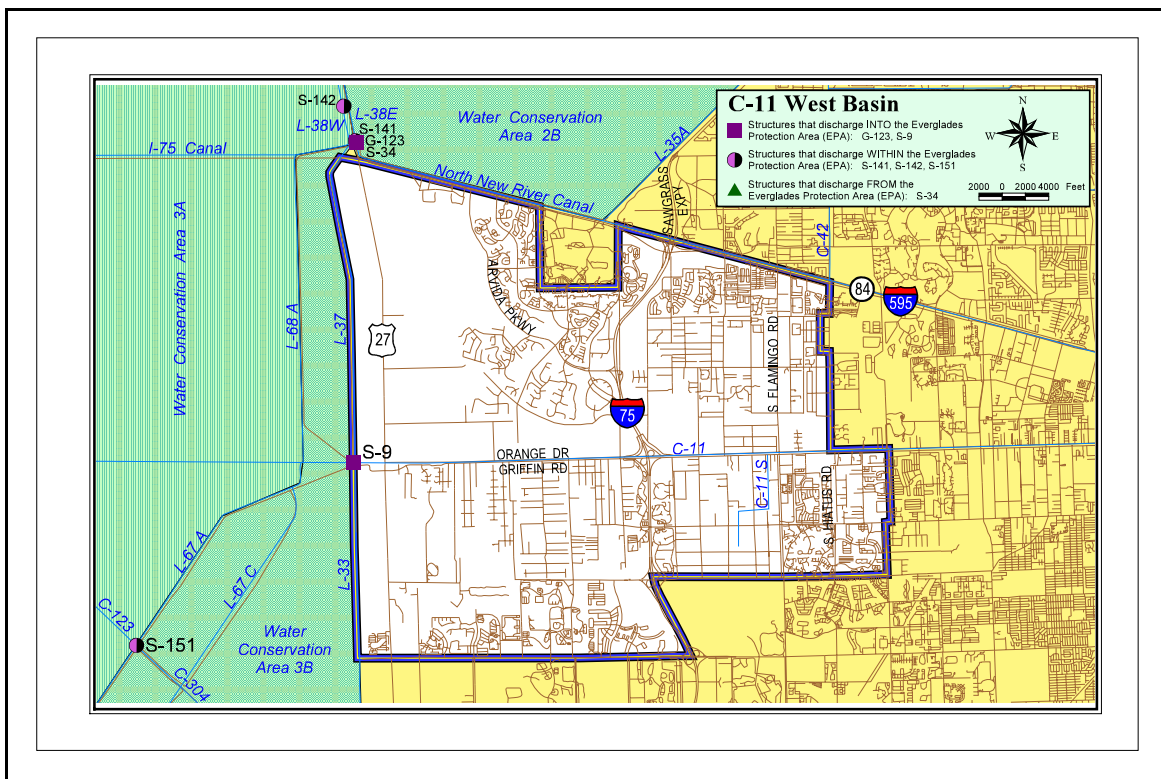 C-11 West Basin
Structures that discharge INTO the Everglades
Protection Area (EPA): G-123, S-9
Structures that discharge WITHIN the Everglades
Protection Area (EPA): S-141, S-142, S-151
Structures that discharge FROM the
Everglades Protection Area (EPA): S-34
N
W
E
S
2000 0 2000 4000 Feet
S-142
L-38E
L-38W
S-141
G-123
S-34
Water Conservation
Area 2B
L-35A
I-75 Canal
North New River Canal
SAWGRASS
EXPY
C-42
Water Conservation Area 3A
L-68 A
L-37
27
ARVIDA PKWY
84
595
S FLAMINGO RD
75
S-9
ORANGE DR
GRIFFIN RD
C-11
C-11 S
S HIATUS RD
L-67 A
L-67 C
L-33
C-123
S-151
C-304
Water
Conservation
Area 3B